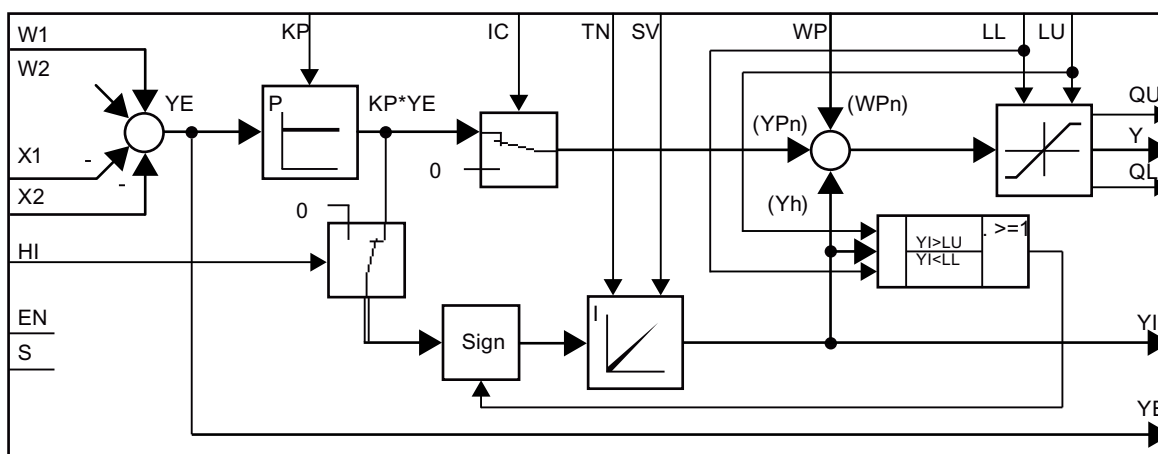 W1
KP
IC
TN
SV
WP
LL
LU
W2
YE
P
KP*YE
(WPn)
QU
(YPn)
Y
X1
-
0
QL
X2
-
0
(Yh)
HI
YI>LU
YI<LL
. >=1
EN
S
Sign
I
YI
YE